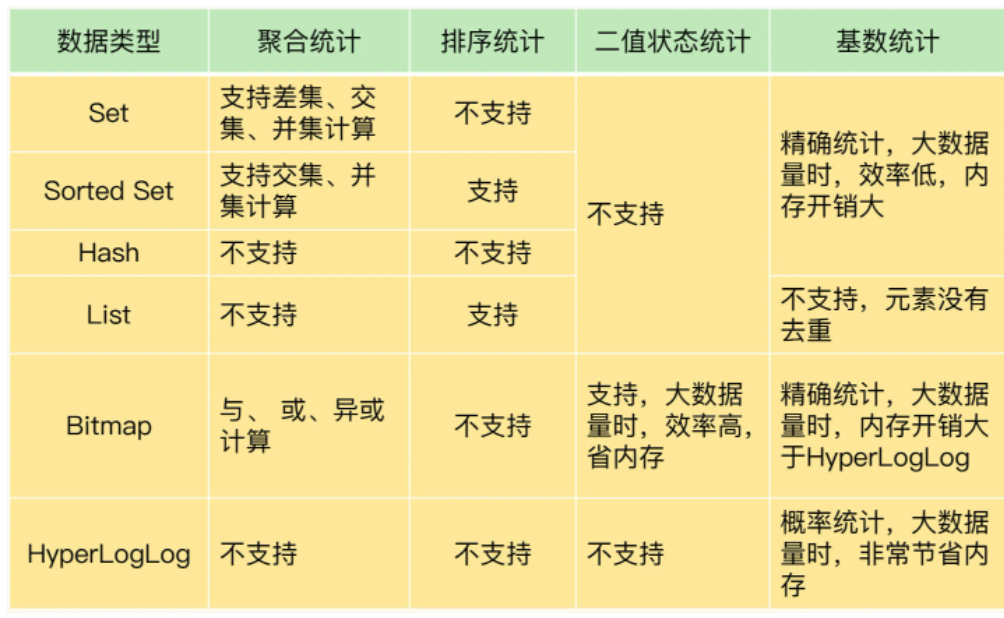 数据类型 聚合统计 排序统计 二值状态统计 基数统计
Set
支持差集、交
集、并集计算
不支持
不支持
精确统计，大数据
量时，效率低，内
存开销大
Sorted Set
支持交集、并
集计算
支持
Hash
不支持
不支持
List
不支持
支持
不支持，元素没有
去重
Bitmap
与、 或、异或
计算
不支持
支持，大数据
量时，效率高，
省内存
精确统计，大数据
量时，内存开销大
于HyperLogLog
HyperLogLog
不支持
不支持
不支持
概率统计，大数据
量时，非常节省内
存